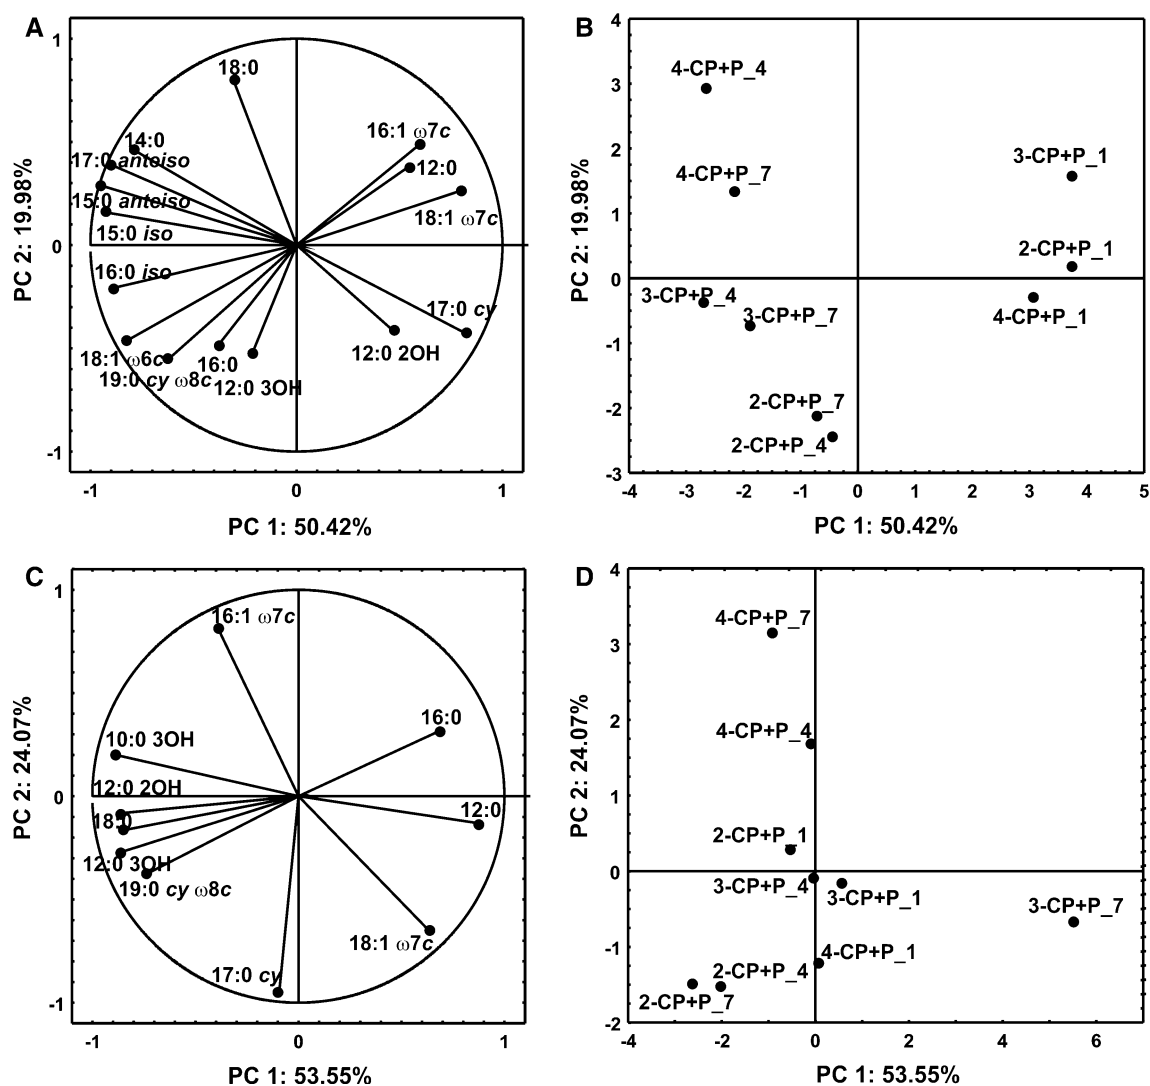 A
1
0
-1
PC 2: 19.98%
18:0
16:1 ω7c
14:0
12:0
17:0 anteiso
15:0 anteiso
18:1 ω7c
15:0 iso
16:0 iso
17:0 cy
18:1 ω6c
16:0
12:0 2OH
19:0 cy ω8c
12:0 3OH
-1 0 1
PC 1: 50.42%
B
4
3
2
1
0
-1
-2
-3
PC 2: 19.98%
4-CP+P_4
3-CP+P_1
4-CP+P_7
2-CP+P_1
3-CP+P_4
3-CP+P_7
4-CP+P_1
2-CP+P_7
2-CP+P_4
-4 -3 -2 -1 0 1 2 3 4 5
PC 1: 50.42%
C
1
0
-1
PC 2: 24.07%
16:1 ω7c
16:0
10:0 3OH
12:0 2OH
12:0
18:0
12:0 3OH
19:0 cy ω8c
18:1 ω7c
17:0 cy
-1 0 1
PC 1: 53.55%
D
4
3
2
1
0
-1
-2
PC 2: 24.07%
4-CP+P_7
4-CP+P_4
2-CP+P_1
3-CP+P_4
3-CP+P_1
3-CP+P_7
4-CP+P_1
2-CP+P_4
2-CP+P_7
-4 -2 0 2 4 6
PC 1: 53.55%